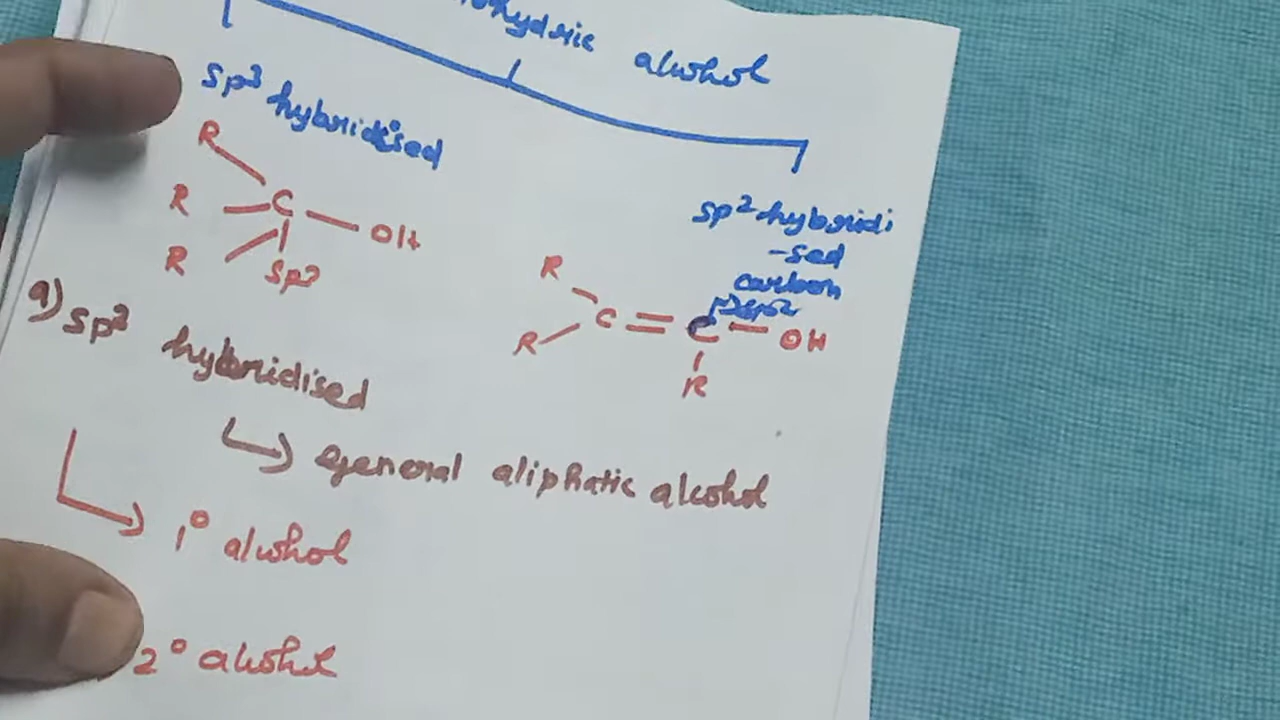 alcohol
Sp³ hybridised
R
R C OH
R Sp³
Sp² hybridi
-sed
carbon
R
C = C OH
R R
a) Sp³ hybridised
↳ general aliphatic alcohol
↳ 1° alcohol
2° alcohol